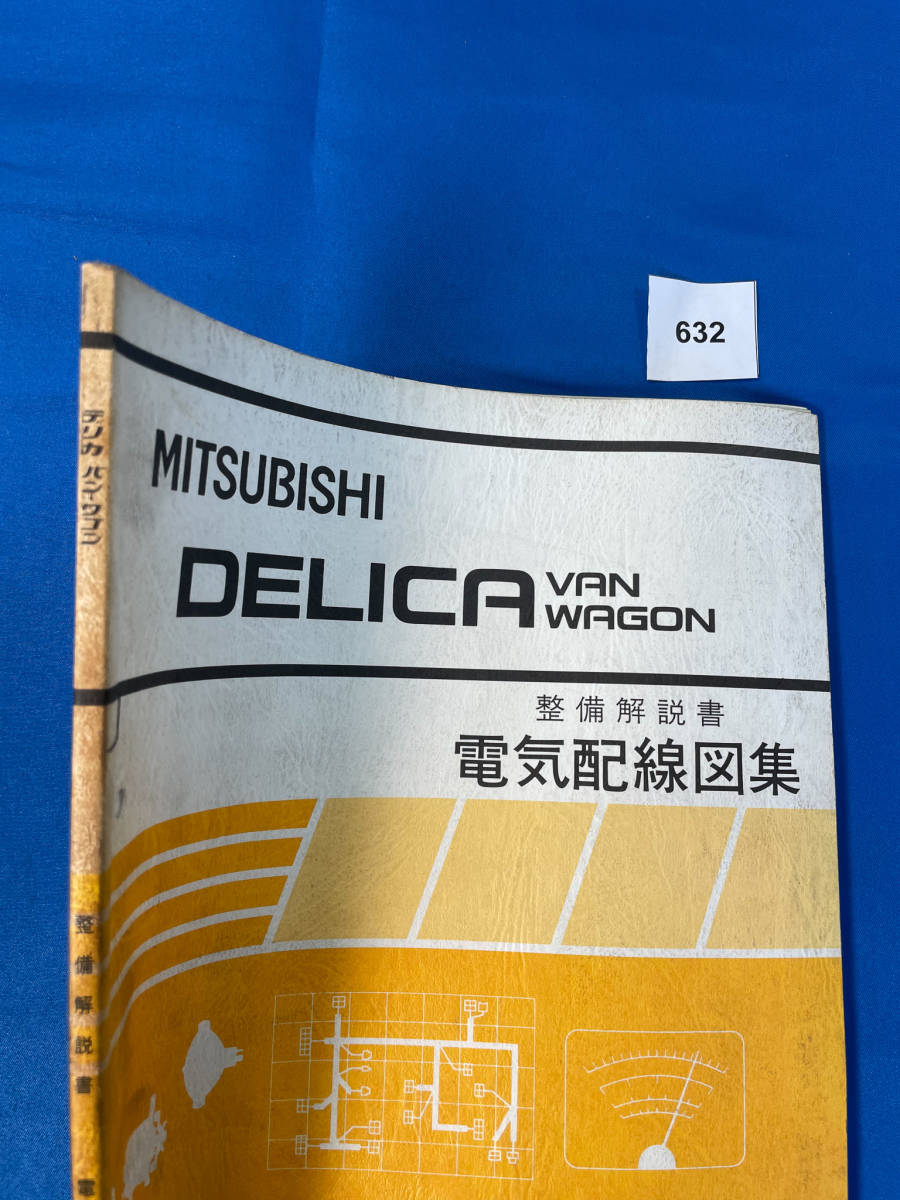 632
MITSUBISHI
DELICA VAN WAGON
整備解説書
電気配線図集
デリカ バン・ワゴン
整備解説書 電